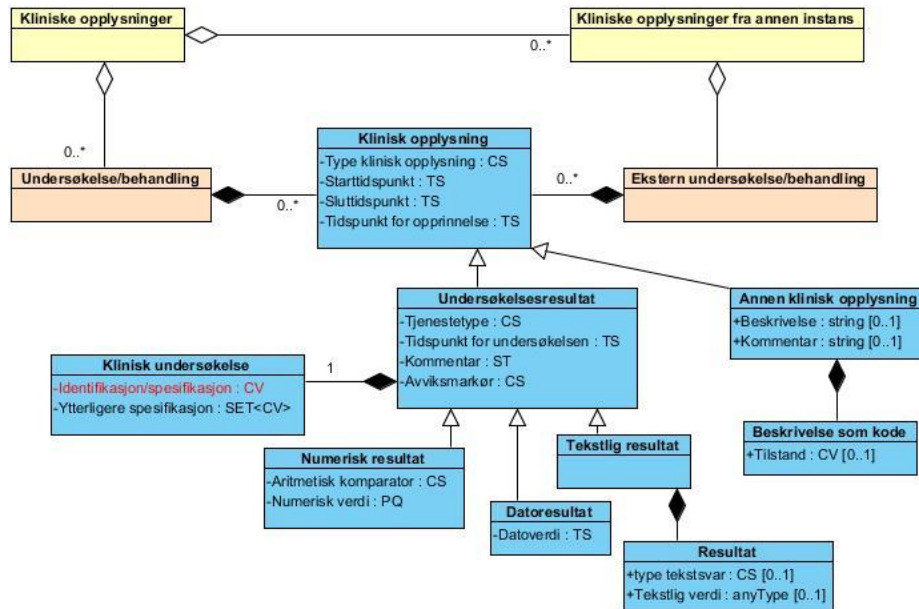 Kliniske opplysninger
Kliniske opplysninger fra annen instans
0..*
0..*
Klinisk opplysning
-Type klinisk opplysning : CS
-Starttidspunkt : TS
-Sluttidspunkt : TS
-Tidspunkt for opprinnelse : TS
Undersøkelse/behandling
0..*
0..*
Ekstern undersøkelse/behandling
Undersøkelsesresultat
-Tjenestetype : CS
-Tidspunkt for undersøkelsen : TS
-Kommentar : ST
-Avviksmarkør : CS
Annen klinisk opplysning
+Beskrivelse : string [0..1]
+Kommentar : string [0..1]
Klinisk undersøkelse
-Identifikasjon/spesifikasjon : CV
-Ytterligere spesifikasjon : SET<CV>
1
Beskrivelse som kode
+Tilstand : CV [0..1]
Numerisk resultat
-Aritmetisk komparator : CS
-Numerisk verdi : PQ
Tekstlig resultat
Datoresultat
-Datoverdi : TS
Resultat
+type tekstsvar : CS [0..1]
+Tekstlig verdi : anyType [0..1]